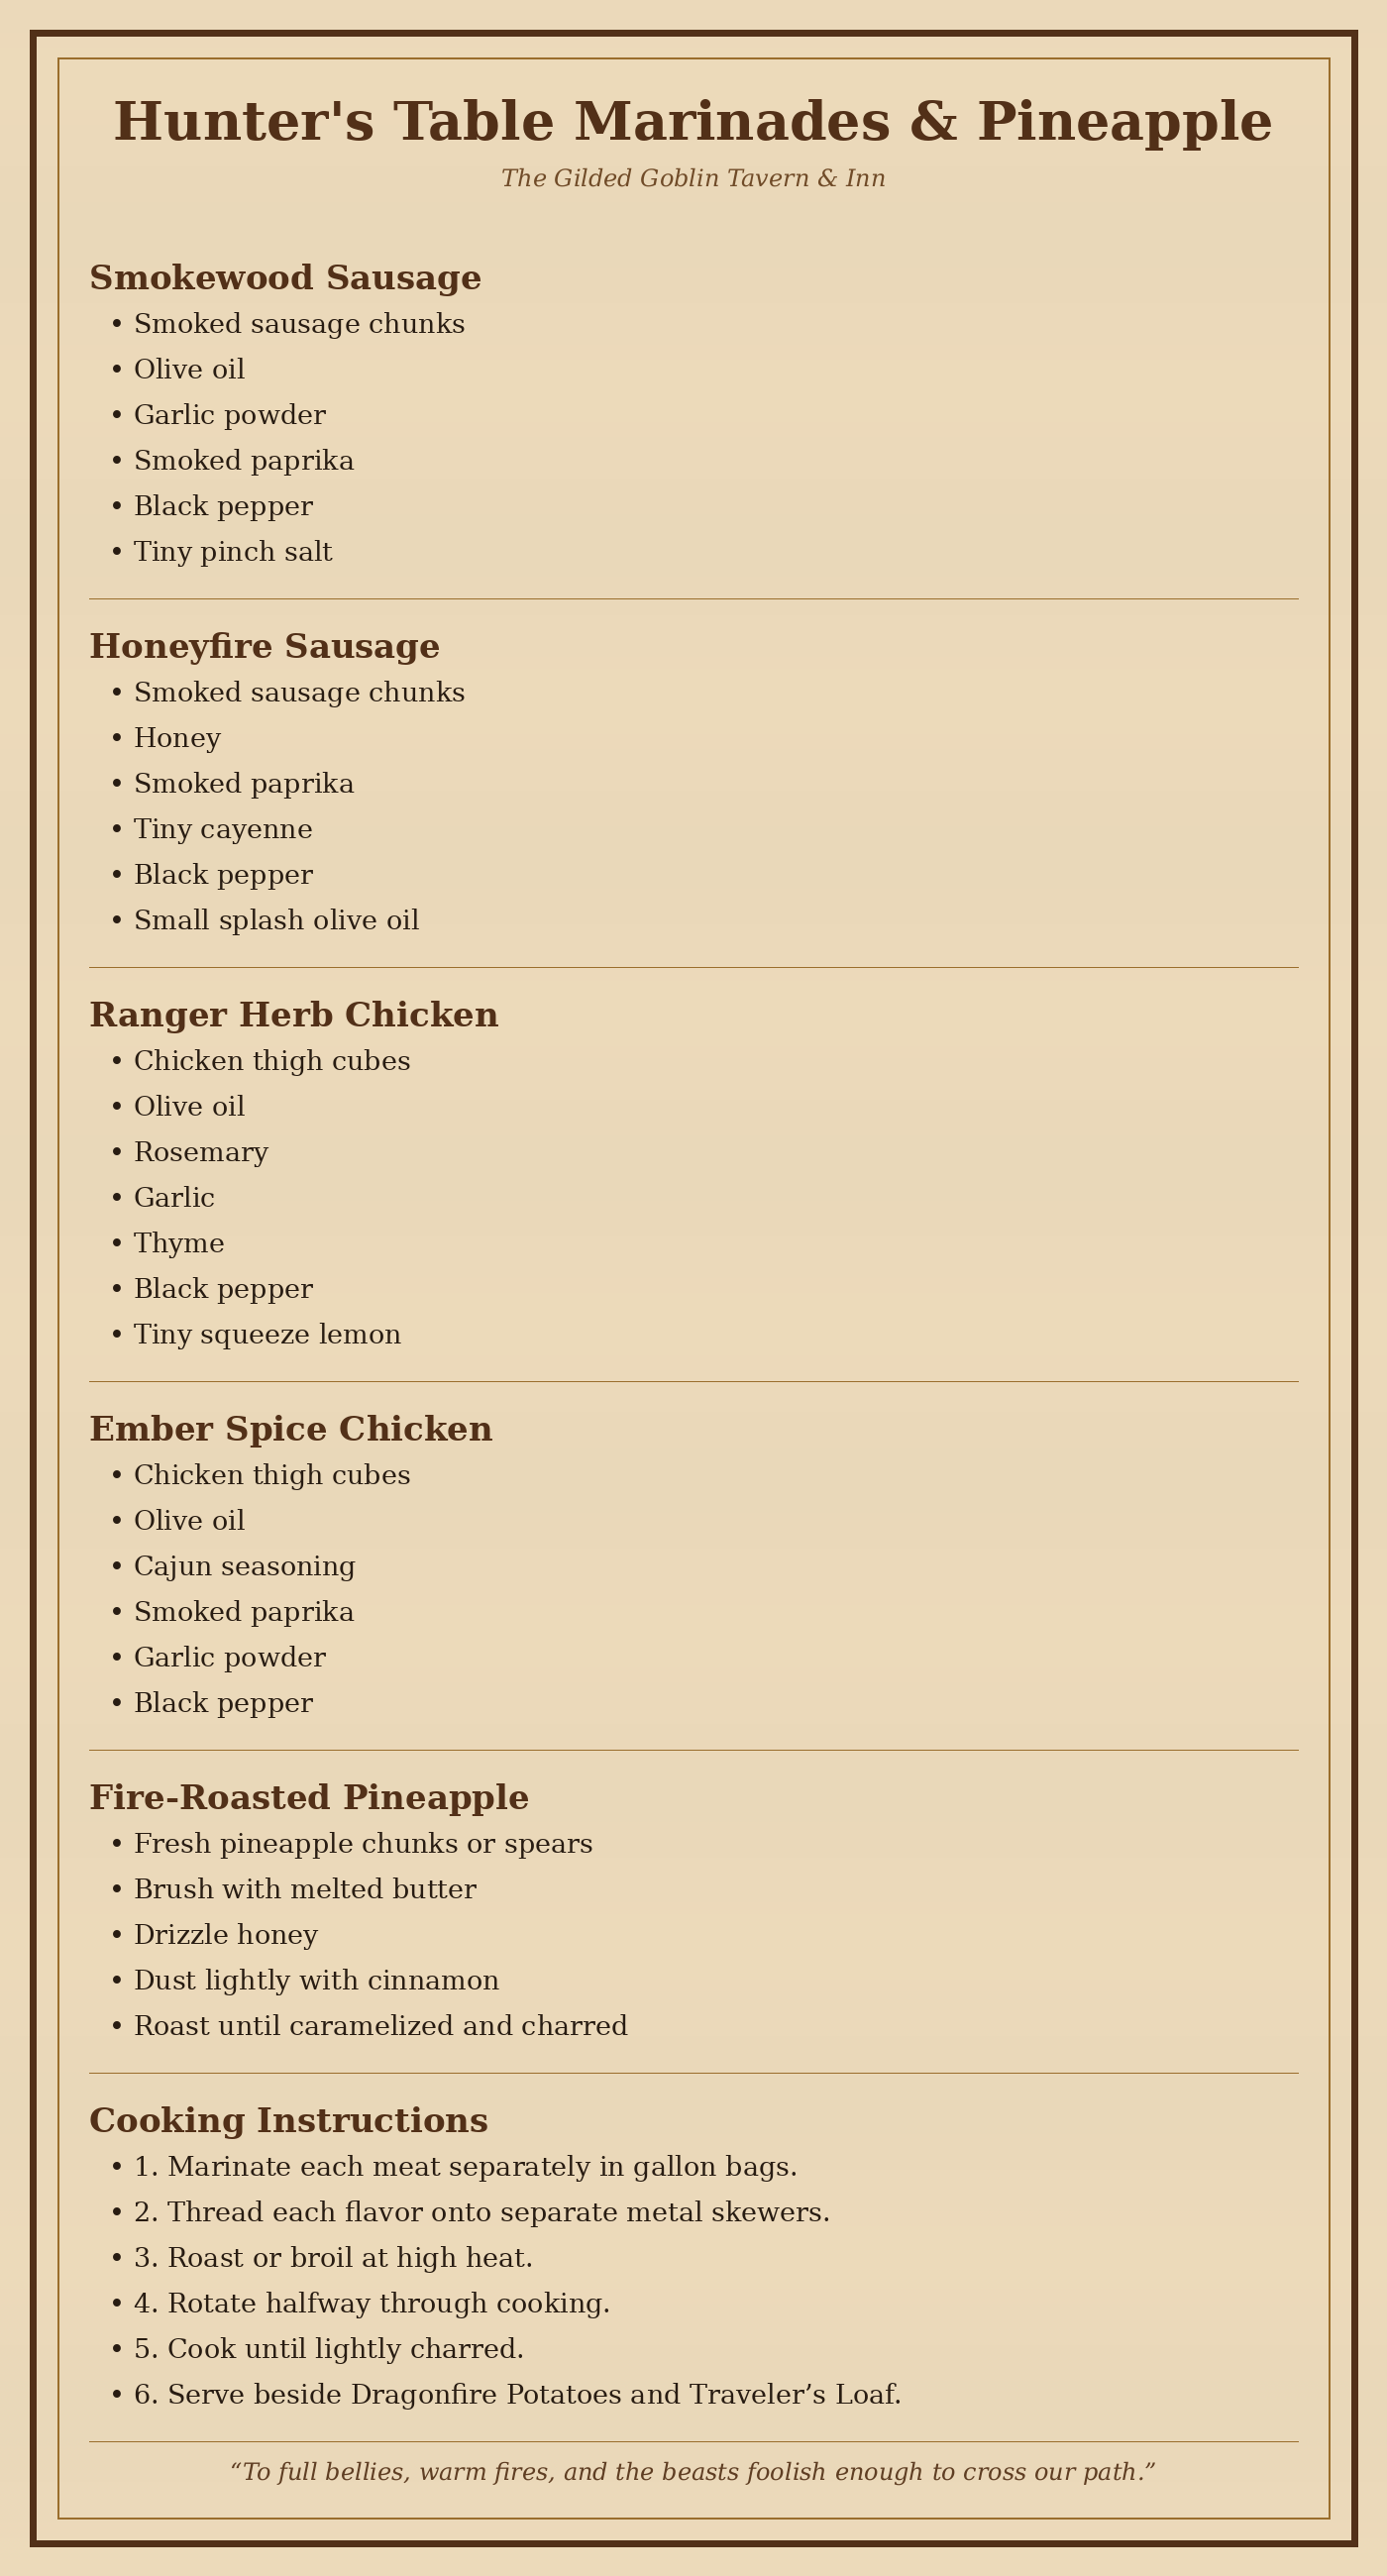 Hunter's Table Marinades & Pineapple
The Gilded Goblin Tavern & Inn
Smokewood Sausage
• Smoked sausage chunks
• Olive oil
• Garlic powder
• Smoked paprika
• Black pepper
• Tiny pinch salt
Honeyfire Sausage
• Smoked sausage chunks
• Honey
• Smoked paprika
• Tiny cayenne
• Black pepper
• Small splash olive oil
Ranger Herb Chicken
• Chicken thigh cubes
• Olive oil
• Rosemary
• Garlic
• Thyme
• Black pepper
• Tiny squeeze lemon
Ember Spice Chicken
• Chicken thigh cubes
• Olive oil
• Cajun seasoning
• Smoked paprika
• Garlic powder
• Black pepper
Fire-Roasted Pineapple
• Fresh pineapple chunks or spears
• Brush with melted butter
• Drizzle honey
• Dust lightly with cinnamon
• Roast until caramelized and charred
Cooking Instructions
• 1. Marinate each meat separately in gallon bags.
• 2. Thread each flavor onto separate metal skewers.
• 3. Roast or broil at high heat.
• 4. Rotate halfway through cooking.
• 5. Cook until lightly charred.
• 6. Serve beside Dragonfire Potatoes and Traveler’s Loaf.
“To full bellies, warm fires, and the beasts foolish enough to cross our path.”